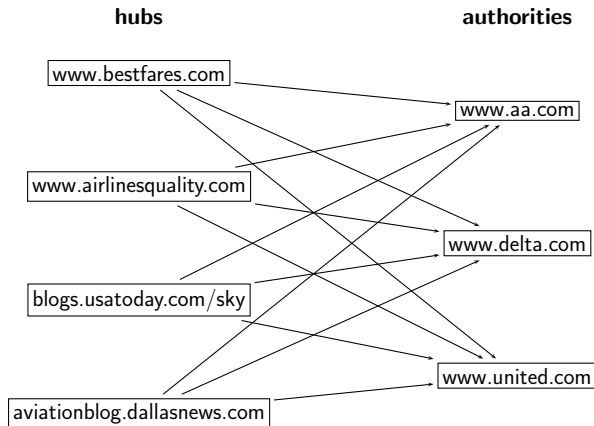 hubs
authorities
www.bestfares.com
www.aa.com
www.airlinesquality.com
www.delta.com
blogs.usatoday.com/sky
www.united.com
aviationblog.dallasnews.com